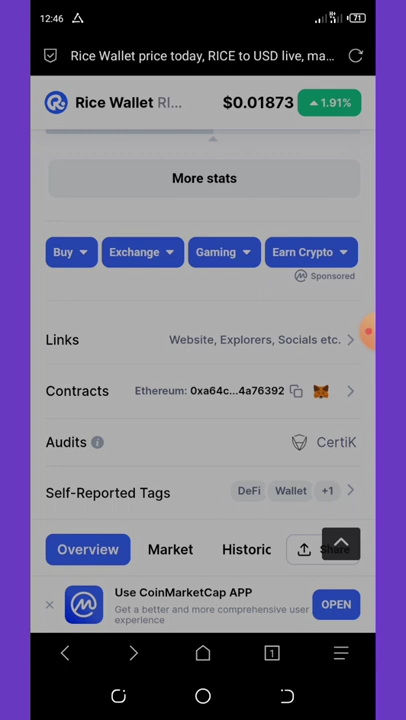 12:46
71
Rice Wallet price today, RICE to USD live, ma...
Rice Wallet RI... $0.01873 1.91%
More stats
Buy Exchange Gaming Earn Crypto
Sponsored
Links Website, Explorers, Socials etc.
Contracts Ethereum: 0xa64c...4a76392
Audits CertiK
Self-Reported Tags DeFi Wallet +1
Overview Market Historic Share
Use CoinMarketCap APP
Get a better and more comprehensive user
experience
OPEN
1